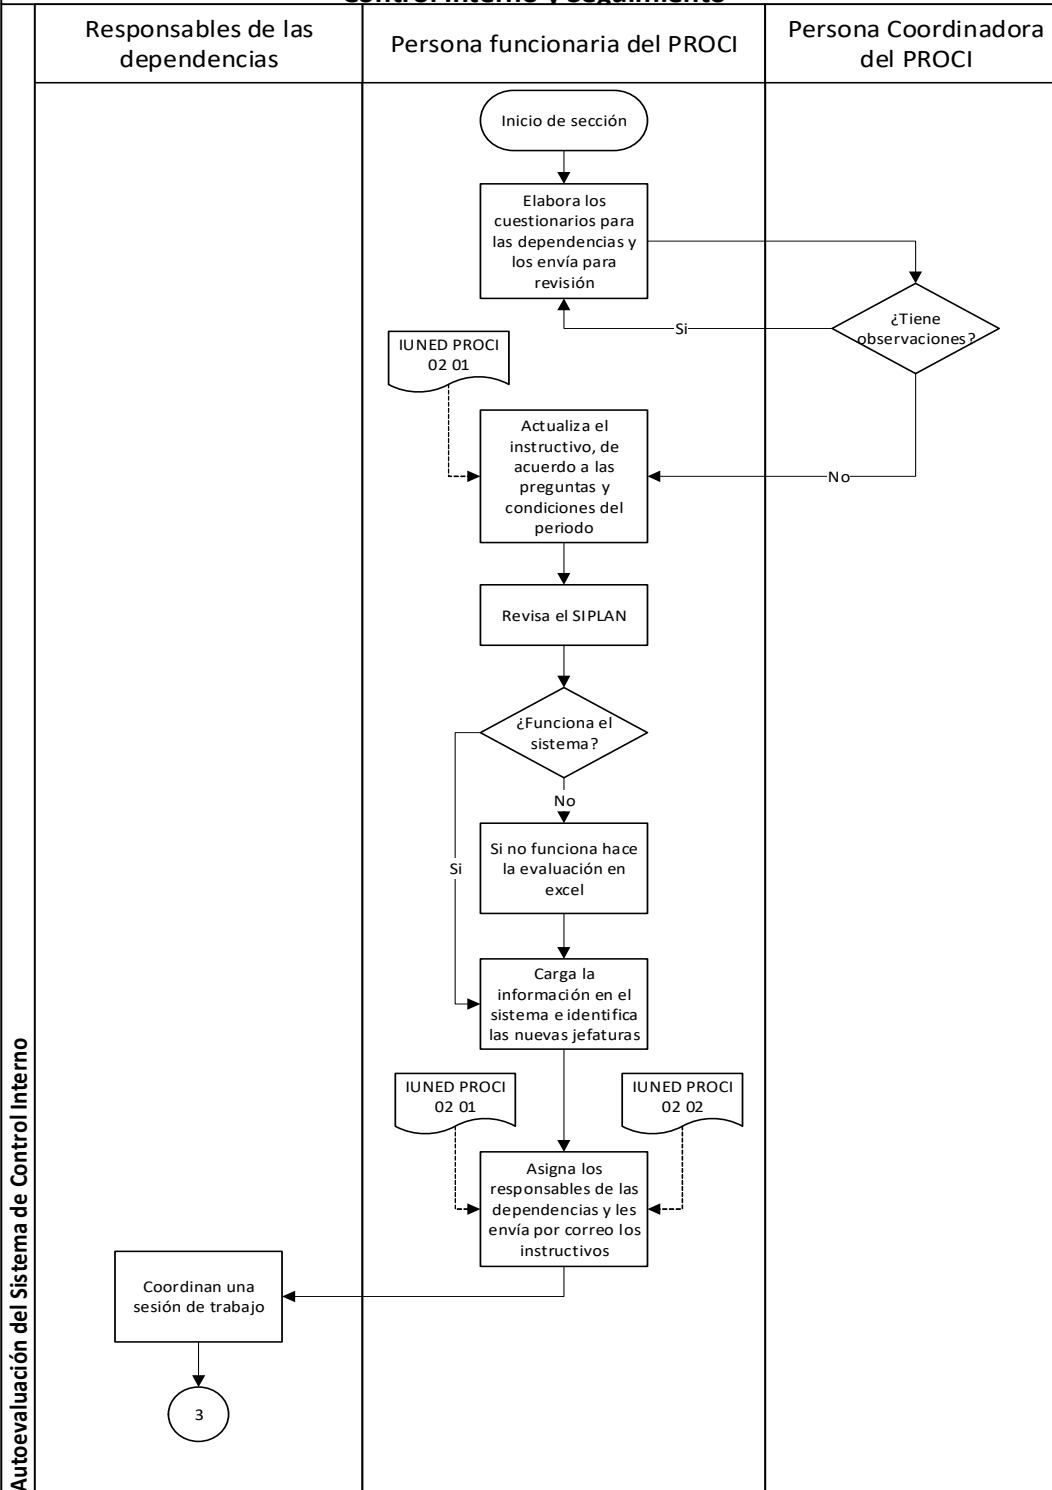 Control Interno y Seguimiento
Responsables de las
dependencias
Persona funcionaria del PROCI
Persona Coordinadora
del PROCI
Inicio de sección
Elabora los
cuestionarios para
las dependencias y
los envía para
revisión
¿Tiene
observaciones?
Si
IUNED PROCI
02 01
Actualiza el
instructivo, de
acuerdo a las
preguntas y
condiciones del
periodo
No
Revisa el SIPLAN
¿Funciona el
sistema?
No
Si
Si no funciona hace
la evaluación en
excel
Carga la
información en el
sistema e identifica
las nuevas jefaturas
IUNED PROCI
02 01
IUNED PROCI
02 02
Asigna los
responsables de las
dependencias y les
envía por correo los
instructivos
Coordinan una
sesión de trabajo
3
Autoevaluación del Sistema de Control Interno